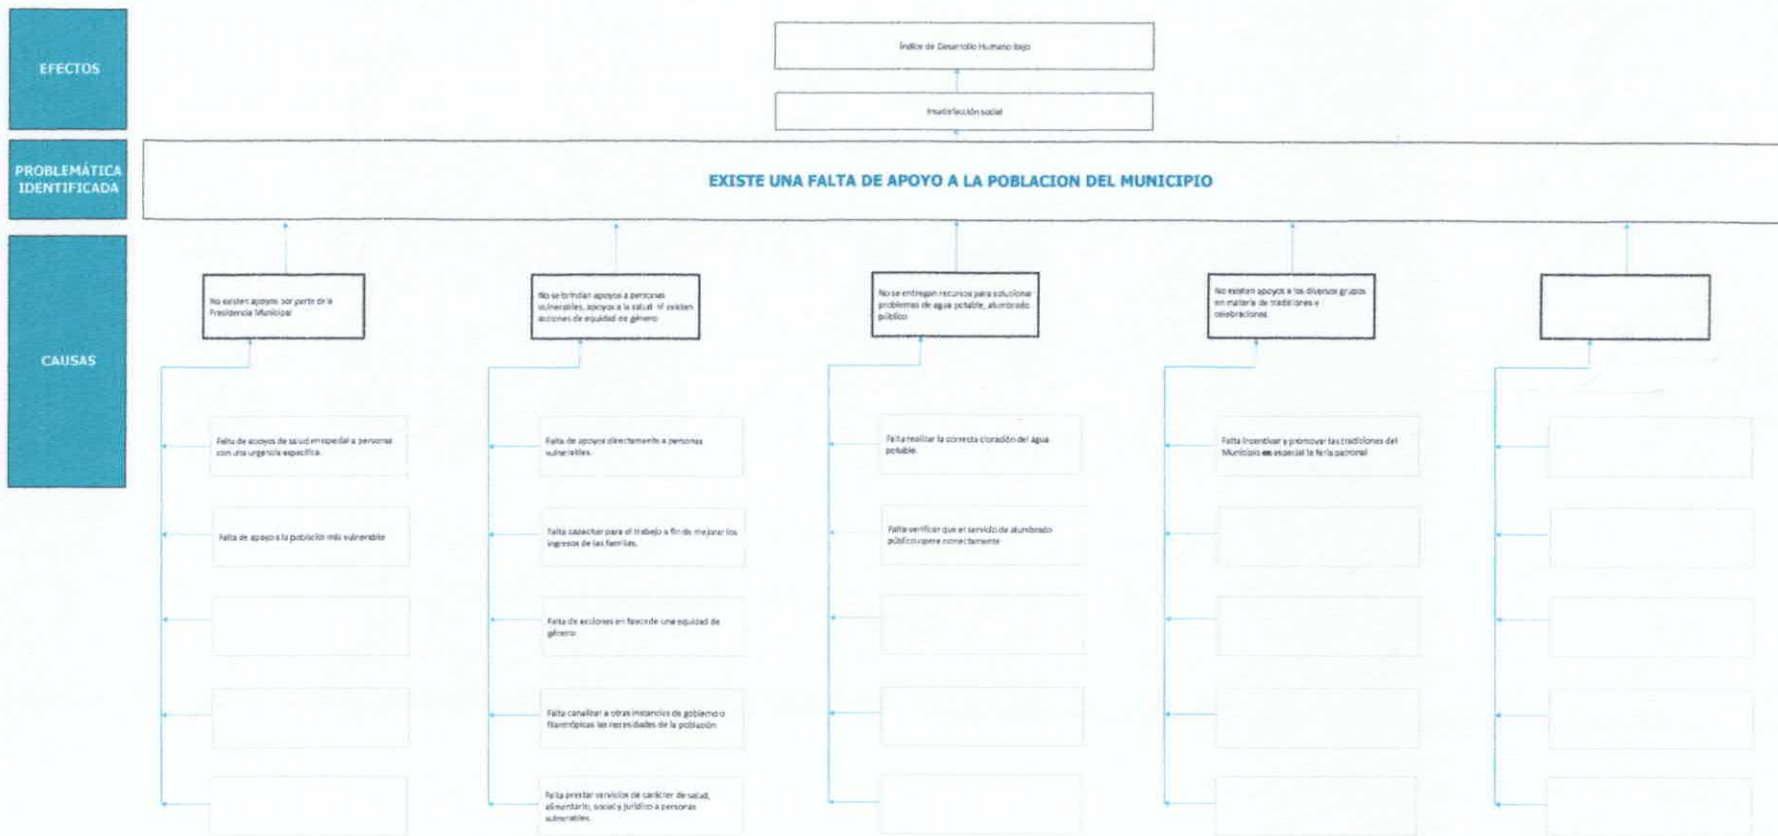 EFECTOS
Índice de Desarrollo Humano bajo
Insatisfacción social
PROBLEMÁTICA
IDENTIFICADA
EXISTE UNA FALTA DE APOYO A LA POBLACION DEL MUNICIPIO
CAUSAS
No existen apoyos por parte de la
Presidencia Municipal
No se brindan apoyos a personas
vulnerables, apoyos a la salud ni existen
acciones de equidad de género
No se entregan recursos para solucionar
problemas de agua potable, alumbrado
público
No existen apoyos a los diversos grupos
en materia de tradiciones y
celebraciones
Falta de apoyos de salud en especial a personas
con una urgencia especifica.
Falta de apoyo a la población más vulnerable
Falta de apoyos directamente a personas
vulnerables.
Falta capacitar para el trabajo a fin de mejorar los
ingresos de las familias.
Falta de acciones en favor de una equidad de
género
Falta canalizar a otras instancias de gobierno o
filantrópicas las necesidades de la población
Falta prestar servicios de carácter de salud,
alimentario, social y jurídico a personas
vulnerables.
Falta realizar la correcta cloración del agua
potable.
Falta verificar que el servicio de alumbrado
público opere correctamente
Falta incentivar y promover las tradiciones del
Municipio en especial la feria patronal